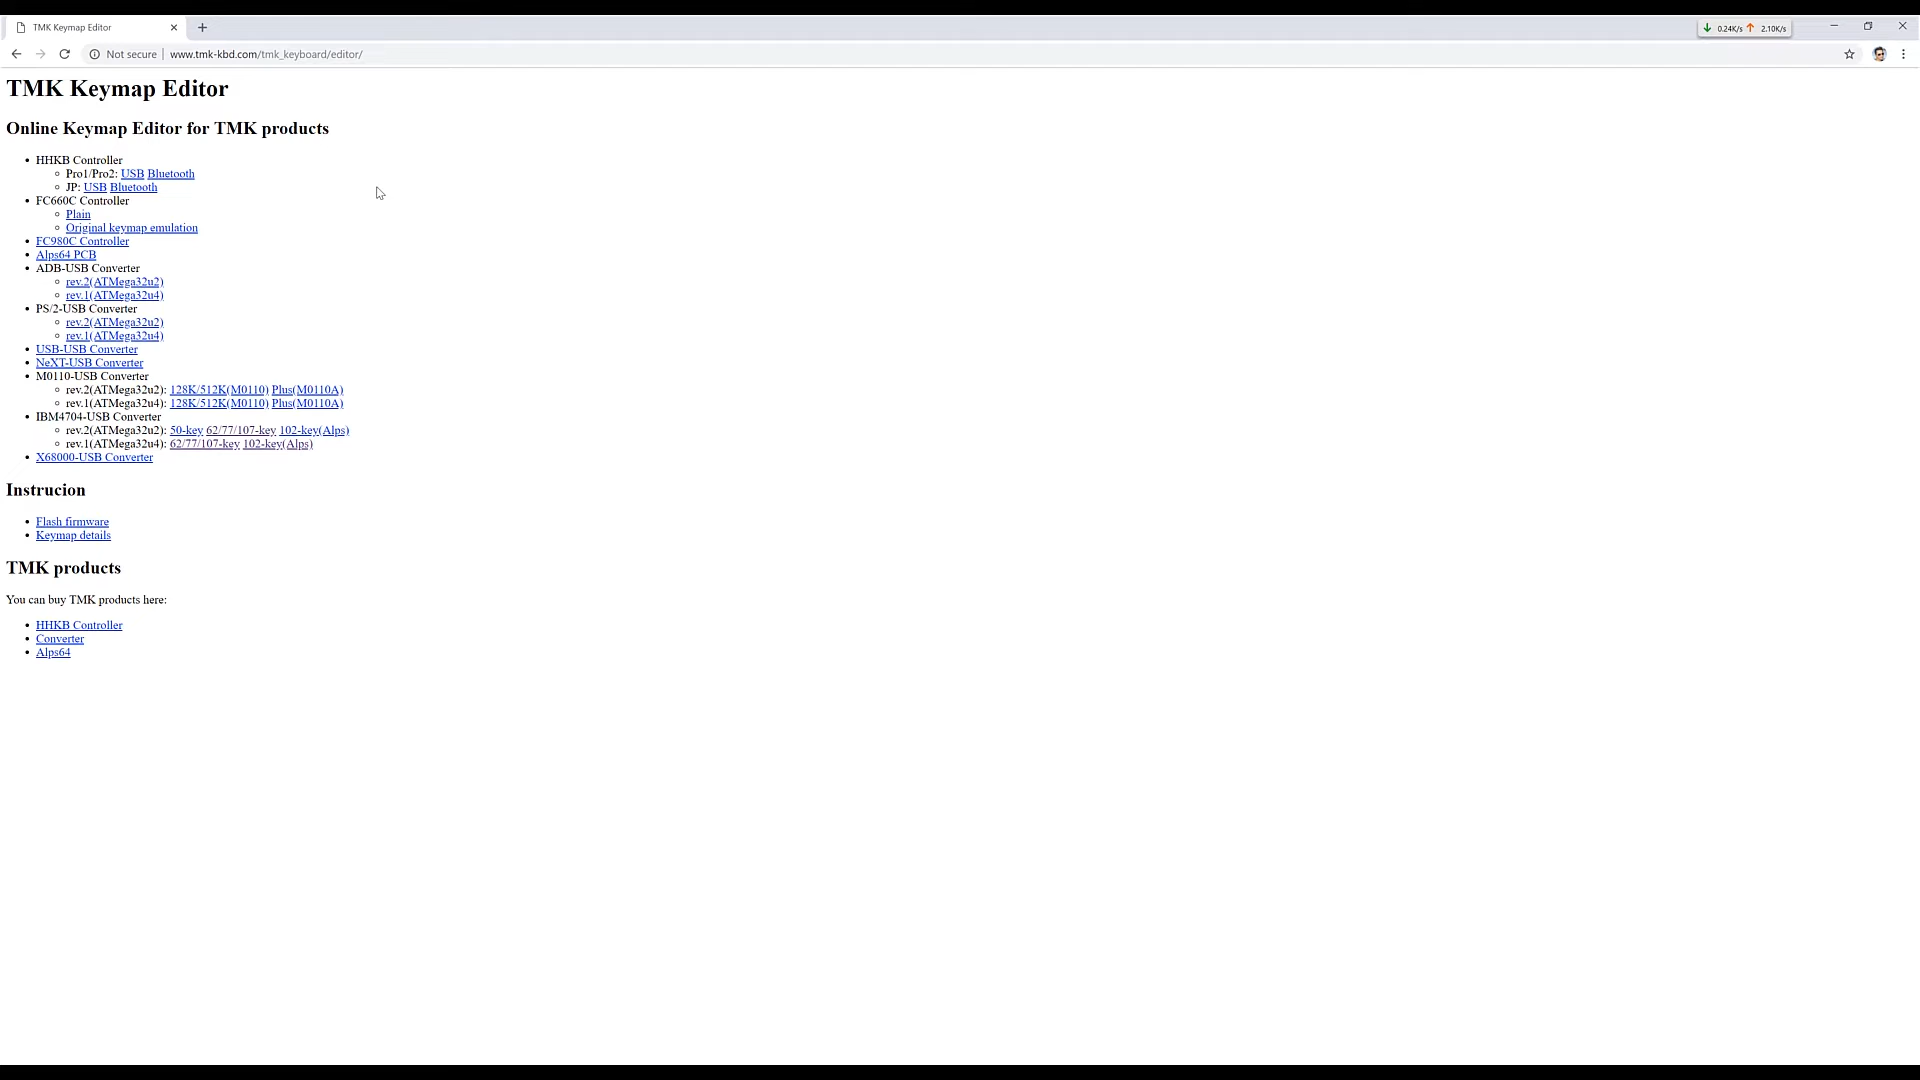 TMK Keymap Editor
0.24K/s 2.10K/s
Not secure www.tmk-kbd.com/tmk_keyboard/editor/
TMK Keymap Editor
Online Keymap Editor for TMK products
HHKB Controller
Pro1/Pro2: USB Bluetooth
JP: USB Bluetooth
FC660C Controller
Plain
Original keymap emulation
FC980C Controller
Alps64 PCB
ADB-USB Converter
rev.2(ATMega32u2)
rev.1(ATMega32u4)
PS/2-USB Converter
rev.2(ATMega32u2)
rev.1(ATMega32u4)
USB-USB Converter
NeXT-USB Converter
M0110-USB Converter
rev.2(ATMega32u2): 128K/512K(M0110) Plus(M0110A)
rev.1(ATMega32u4): 128K/512K(M0110) Plus(M0110A)
IBM4704-USB Converter
rev.2(ATMega32u2): 50-key 62/77/107-key 102-key(Alps)
rev.1(ATMega32u4): 62/77/107-key 102-key(Alps)
X68000-USB Converter
Instrucion
Flash firmware
Keymap details
TMK products
You can buy TMK products here:
HHKB Controller
Converter
Alps64